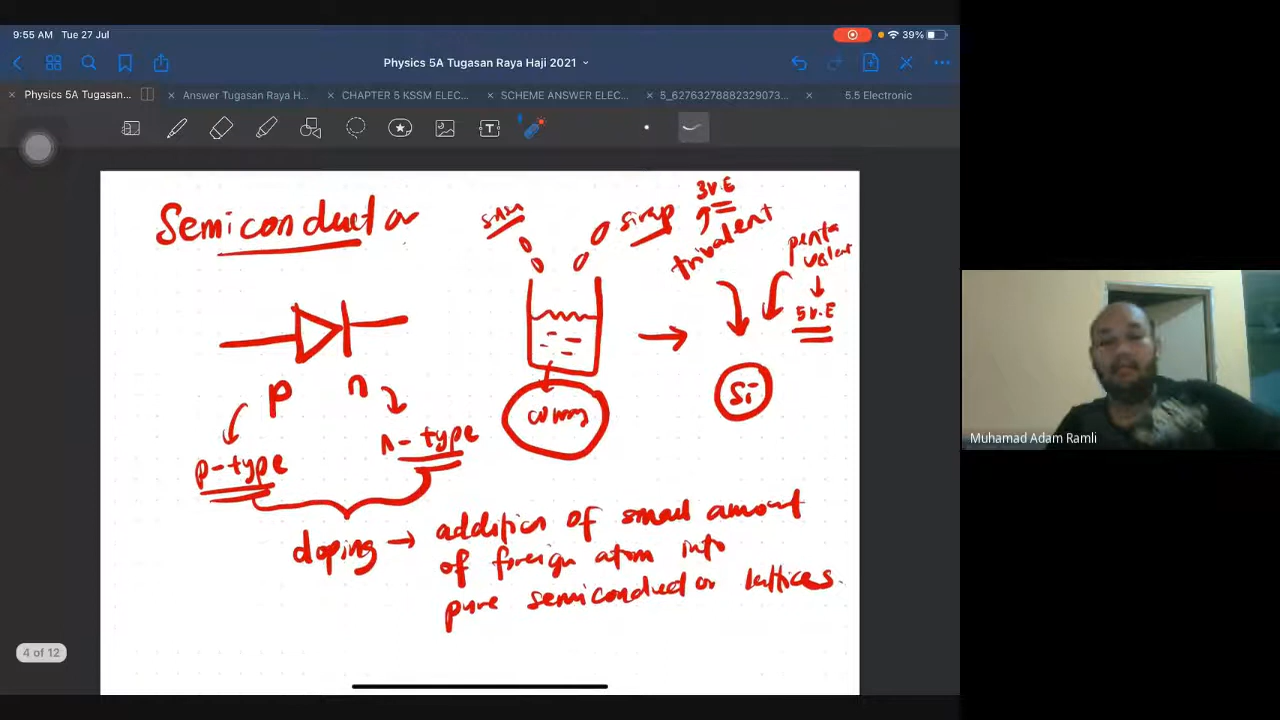 9:55 AM Tue 27 Jul
39%
Physics 5A Tugasan Raya Haji 2021
Physics 5A Tugasan...
Answer Tugasan Raya H...
CHAPTER 5 KSSM ELEC...
SCHEME ANSWER ELEC...
5_62763278882329073...
5.5 Electronic
Semiconductor
sirap
3v.E
trivalent
penta
valent
5v.E
Si
p n
p-type
n-type
doping → addition of small amount
of foreign atom into
pure semiconductor lattices.
4 of 12
Muhamad Adam Ramli